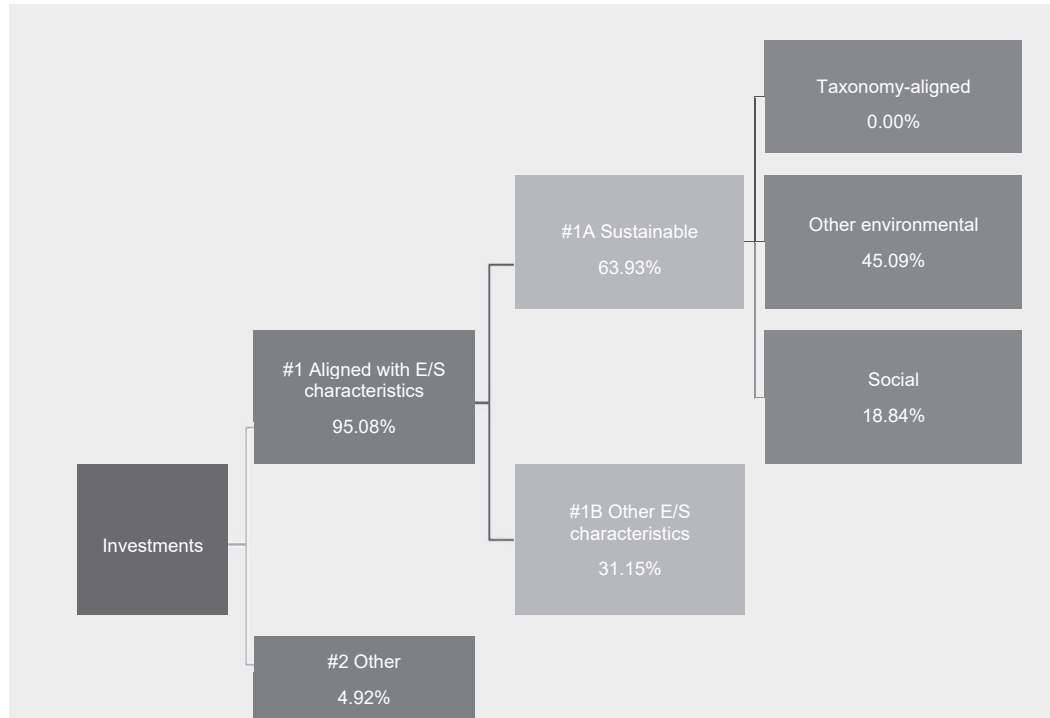 Taxonomy-aligned
0.00%
#1A Sustainable
63.93%
Other environmental
45.09%
#1 Aligned with E/S
characteristics
95.08%
Social
18.84%
Investments
#1B Other E/S
characteristics
31.15%
#2 Other
4.92%